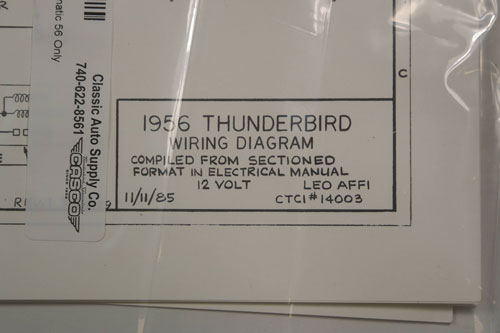 matic 56 Only
Classic Auto Supply Co.
740-622-8561
CASCO
C
1956 THUNDERBIRD
WIRING DIAGRAM
COMPILED FROM SECTIONED
FORMAT IN ELECTRICAL MANUAL
12 VOLT LEO AFFI
11/11/85 CTCI #14003